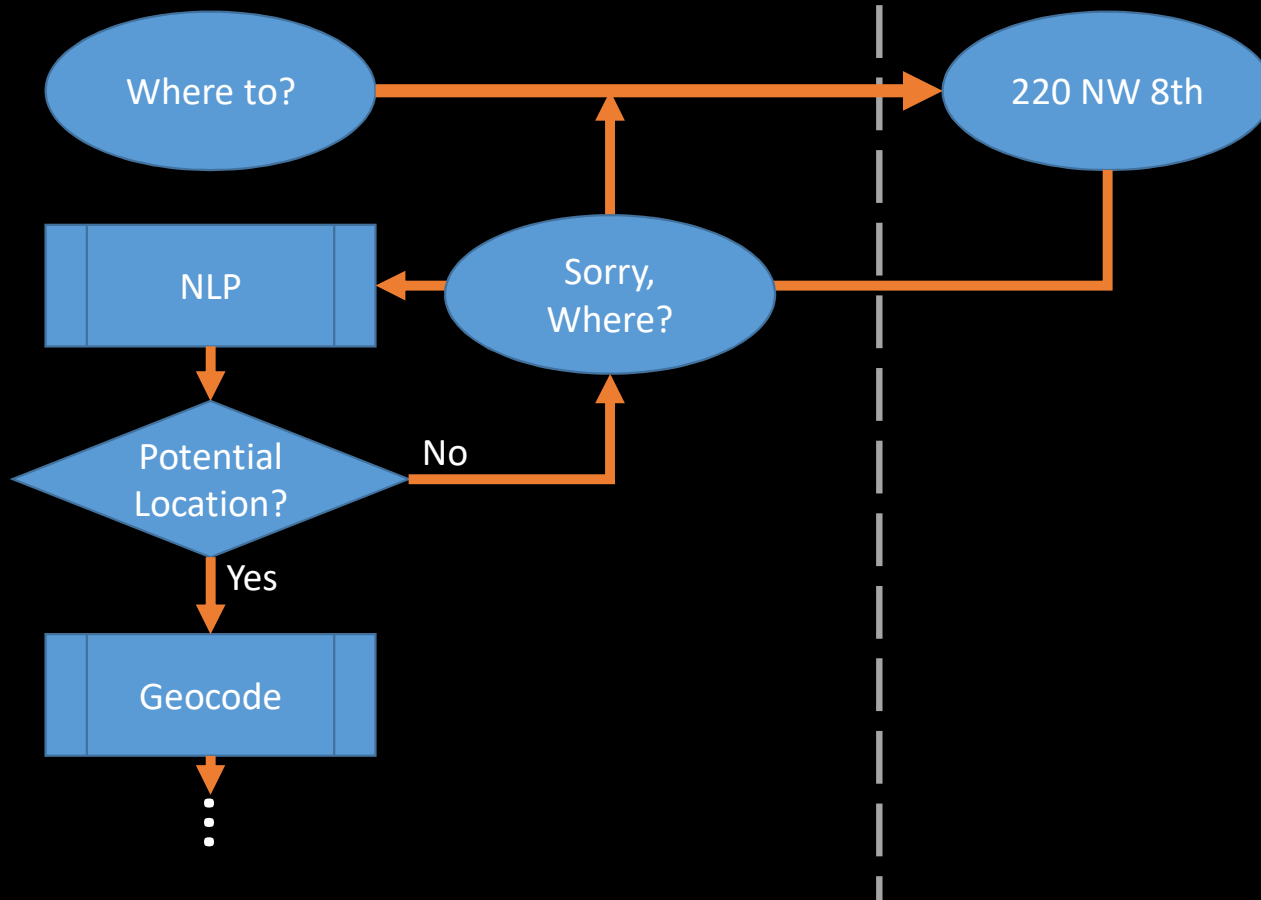 Where to?
220 NW 8th
NLP
Sorry,
Where?
Potential
Location?
No
Yes
Geocode